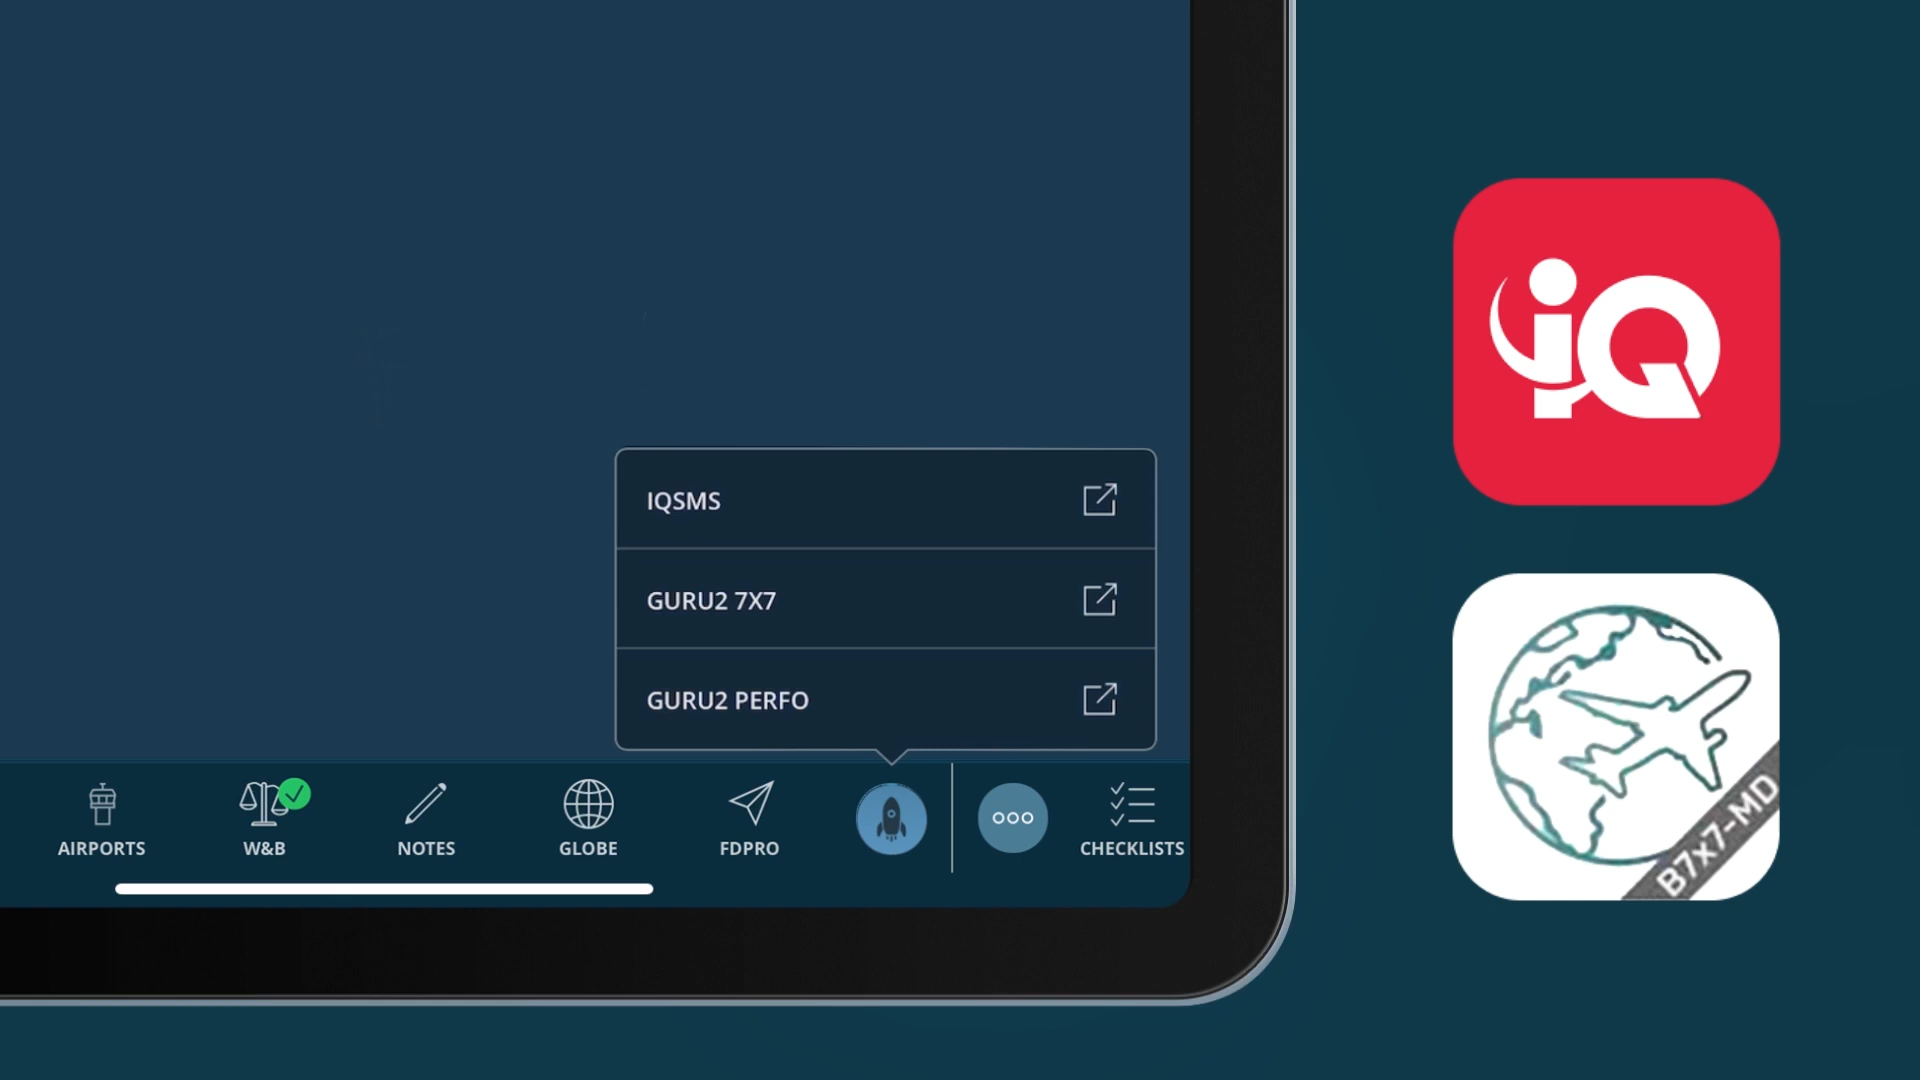 iQ
IQSMS
GURU2 7X7
GURU2 PERFO
AIRPORTS
W&B
NOTES
GLOBE
FDPRO
CHECKLISTS
B7x7-MD